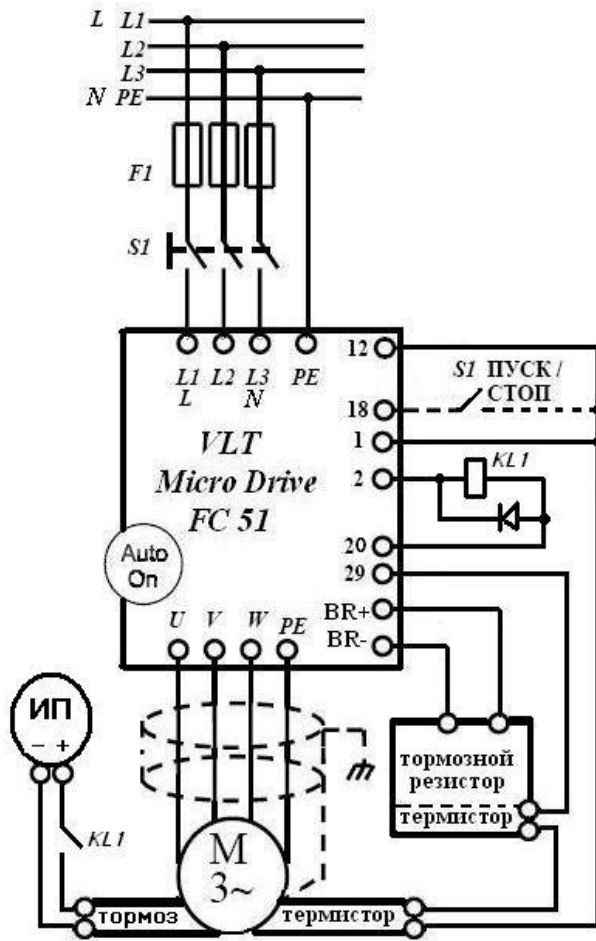 L L1
L2
L3
N PE
F1
S1
L1 L2 L3 PE
L N
VLT
Micro Drive
FC 51
Auto
On
12
S1 ПУСК /
СТОП
18
1
2
KL1
20
29
BR+
BR-
U V W PE
ИП
- +
KL1
тормозной
резистор
термистор
M
3~
тормоз
термистор